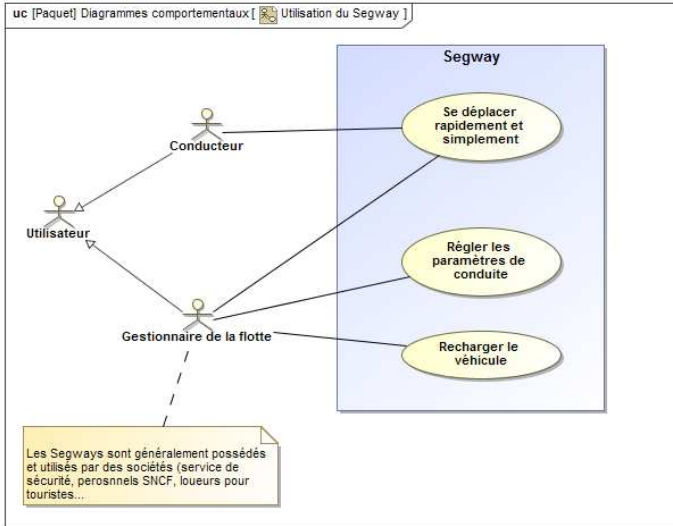 uc [Paquet] Diagrammes comportementaux [ Utilisation du Segway ]
Segway
Se déplacer
rapidement et
simplement
Conducteur
Utilisateur
Régler les
paramètres de
conduite
Gestionnaire de la flotte
Recharger le
véhicule
Les Segways sont généralement possédés
et utilisés par des sociétés (service de
sécurité, perosnnels SNCF, loueurs pour
touristes...